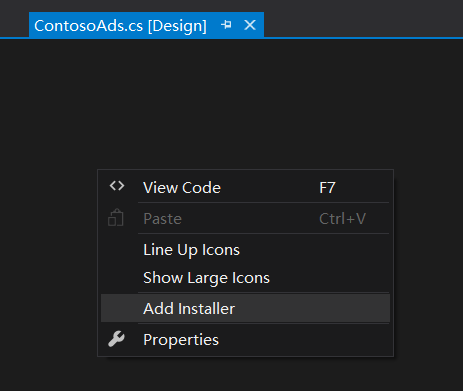 ContosoAds.cs [Design]
View Code F7
Paste Ctrl+V
Line Up Icons
Show Large Icons
Add Installer
Properties